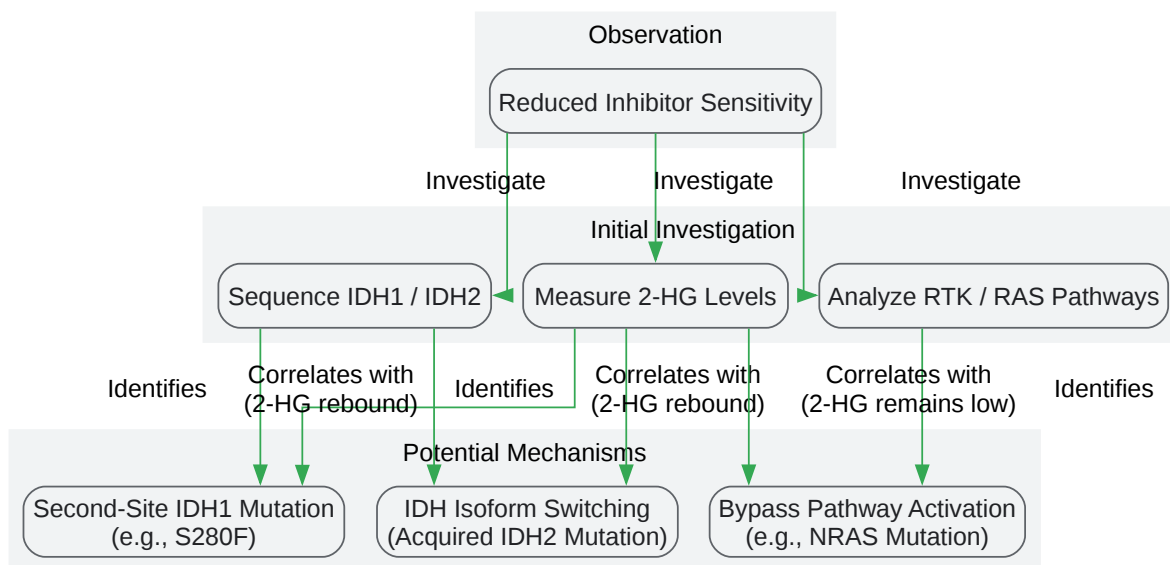 Observation
Reduced Inhibitor Sensitivity
Investigate
Investigate
Investigate
Initial Investigation
Sequence IDH1 / IDH2
Measure 2-HG Levels
Analyze RTK / RAS Pathways
Identifies
Correlates with
(2-HG rebound)
Identifies
Correlates with
(2-HG rebound)
Correlates with
(2-HG remains low)
Identifies
Potential Mechanisms
Second-Site IDH1 Mutation
(e.g., S280F)
IDH Isoform Switching
(Acquired IDH2 Mutation)
Bypass Pathway Activation
(e.g., NRAS Mutation)